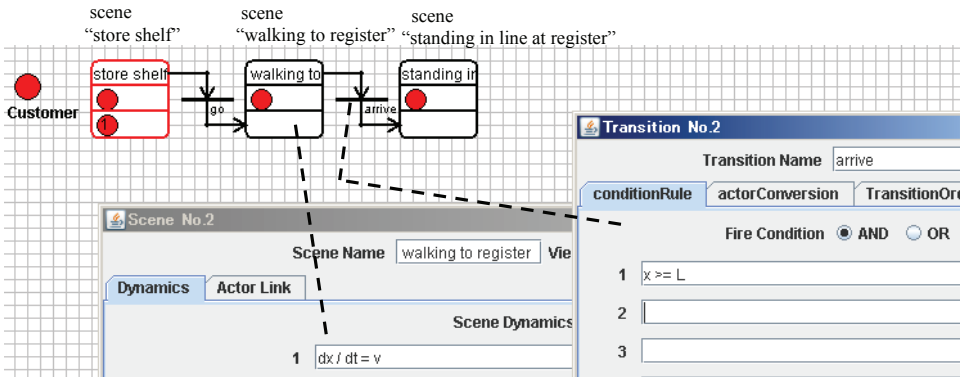 scene
“store shelf”
scene
“walking to register”
scene
“standing in line at register”
Customer
store shelf
1
go
walking to
arrive
standing in
Scene No.2
Scene Name walking to register Vie
Dynamics Actor Link
Scene Dynamics
1 dx / dt = v
Transition No.2
Transition Name arrive
conditionRule actorConversion TransitionOre
Fire Condition AND OR
1 x >= L
2
3